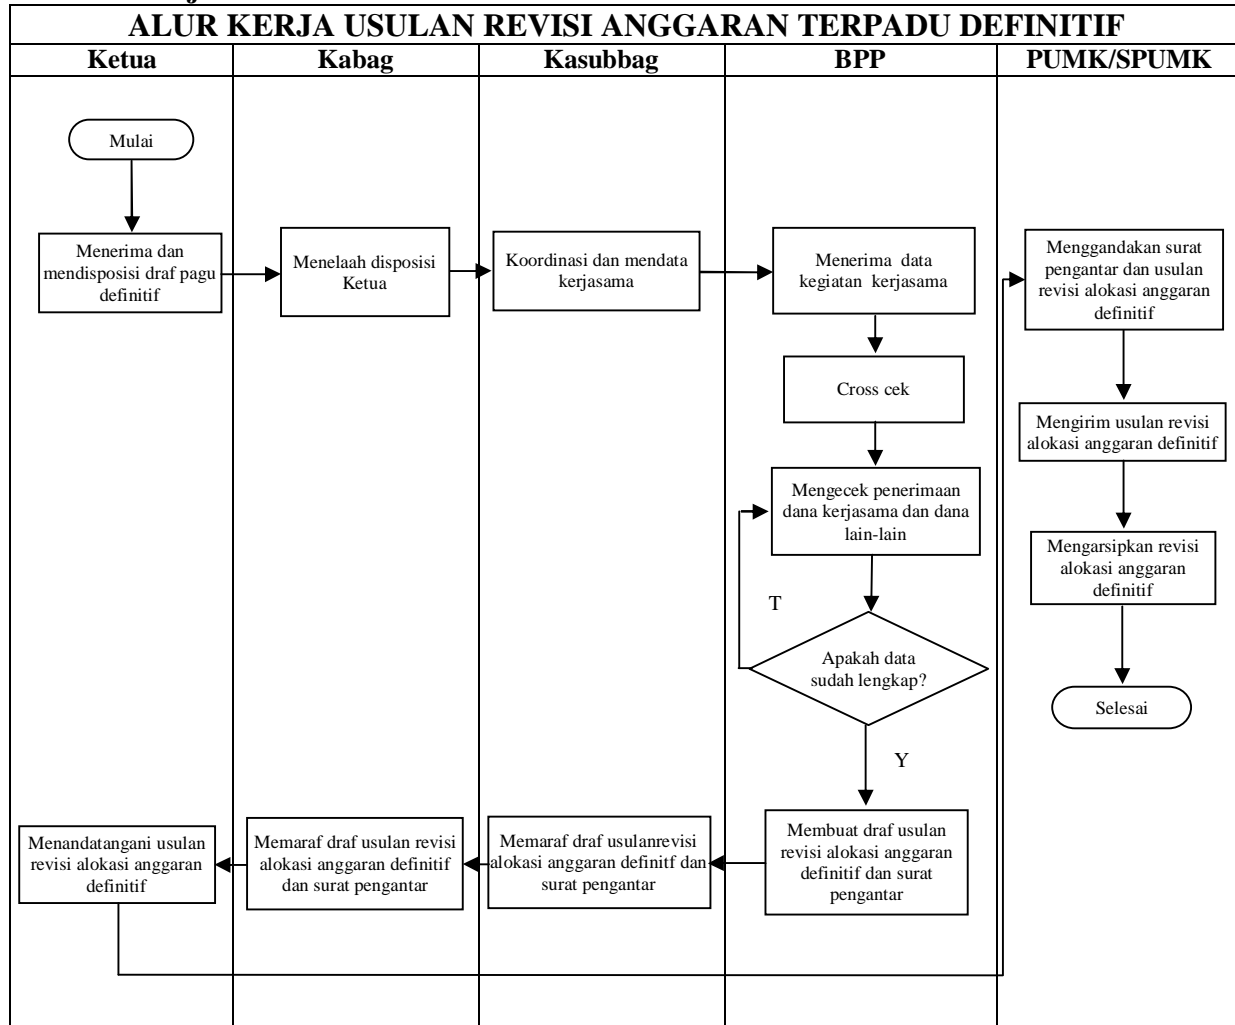 ALUR KERJA USULAN REVISI ANGGARAN TERPADU DEFINITIF
Ketua
Kabag
Kasubbag
BPP
PUMK/SPUMK
Mulai
Menerima dan
mendisposisi draf pagu
definitif
Menelaah disposisi
Ketua
Koordinasi dan mendata
kerjasama
Menerima data
kegiatan kerjasama
Cross cek
Mengecek penerimaan
dana kerjasama dan dana
lain-lain
T
Apakah data
sudah lengkap?
Y
Membuat draf usulan
revisi alokasi anggaran
definitif dan surat
pengantar
Memaraf draf usulanrevisi
alokasi anggaran definitf dan
surat pengantar
Memaraf draf usulan revisi
alokasi anggaran definitif
dan surat pengantar
Menandatangani usulan
revisi alokasi anggaran
definitif
Menggandakan surat
pengantar dan usulan
revisi alokasi anggaran
definitif
Mengirim usulan revisi
alokasi anggaran definitif
Mengarsipkan revisi
alokasi anggaran
definitif
Selesai